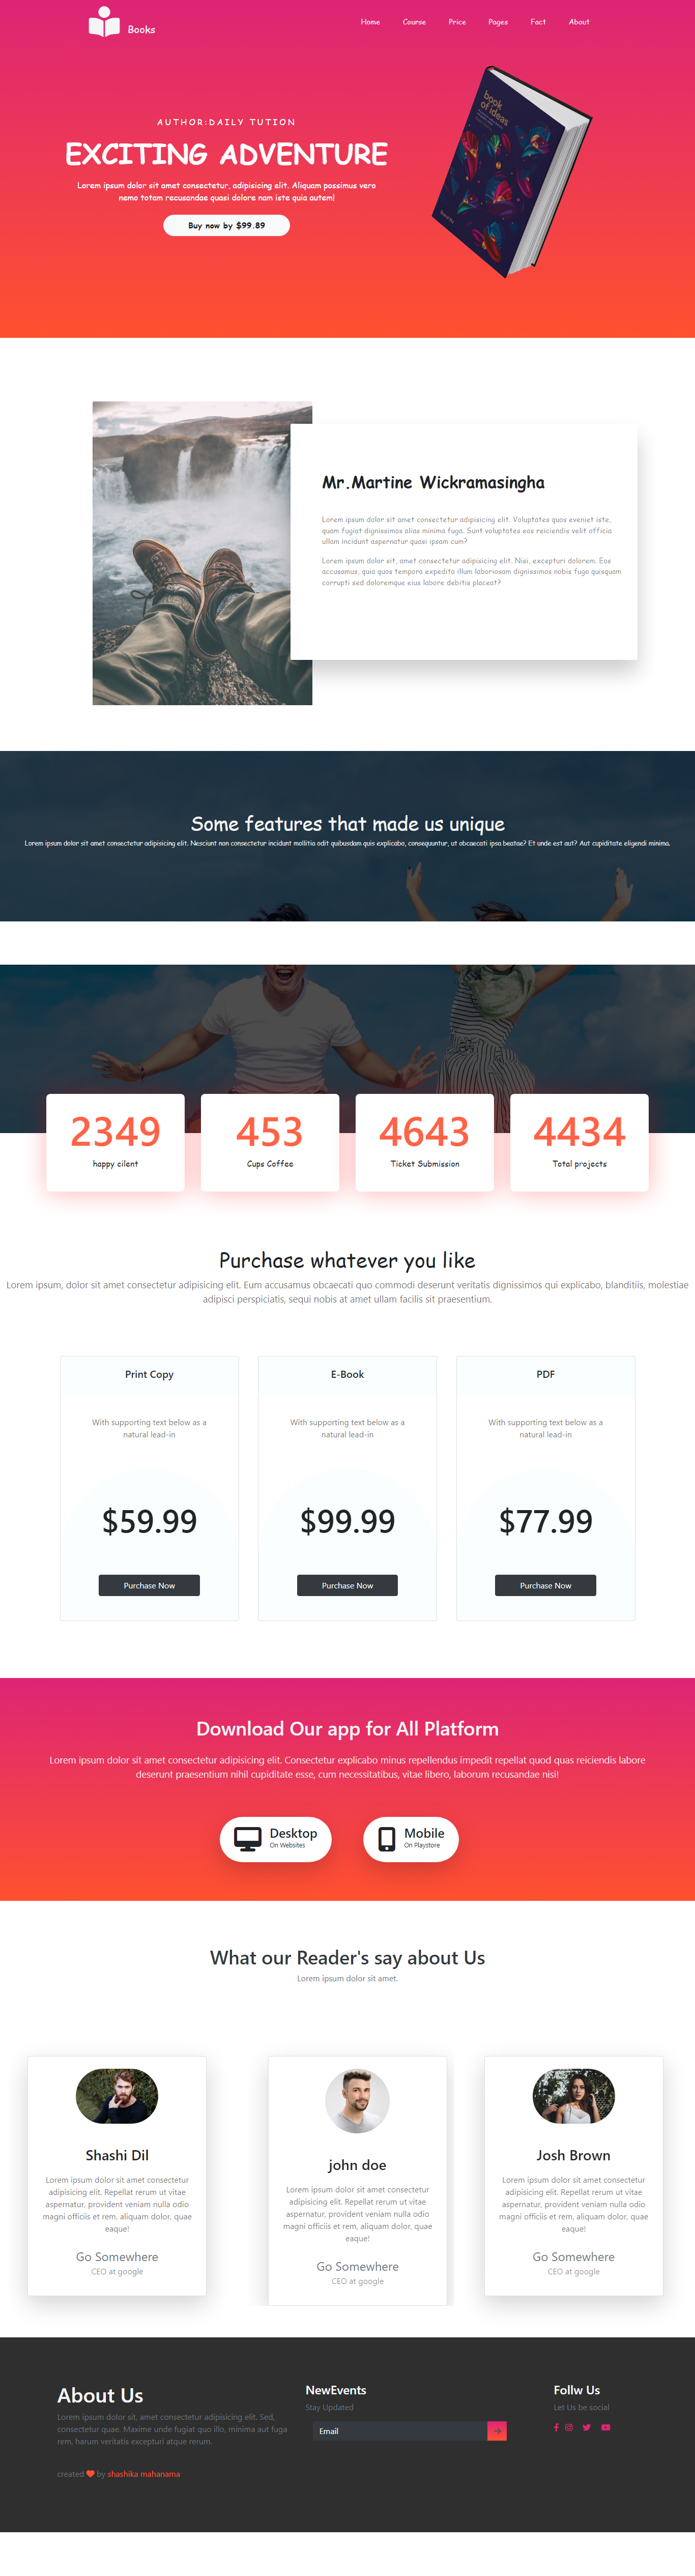 Books
Home Course Price Pages Fact About
AUTHOR:DAILY TUTION
EXCITING ADVENTURE
Lorem ipsum dolor sit amet consectetur, adipisicing elit. Aliquam possimus vero
nemo totam recusandae quasi dolore nam iste quia autem!
Buy now by $99.89
book
of ideas
Mr.Martine Wickramasingha
Lorem ipsum dolor sit amet consectetur adipisicing elit. Voluptates quos eveniet iste,
quam fugiat dignissimos alias minima fuga. Sunt voluptates eos reiciendis velit officia
ullam incidunt aspernatur quasi ipsam cum?
Lorem ipsum dolor sit, amet consectetur adipisicing elit. Nisi, excepturi dolorem. Eos
accusamus, quia quos tempora expedita illum laboriosam dignissimos nobis fuga quisquam
corrupti sed doloremque eius labore debitis placeat?
Some features that made us unique
Lorem ipsum dolor sit amet consectetur adipisicing elit. Nesciunt non consectetur incidunt mollitia odit quibusdam quis explicabo, consequuntur, ut obcaecati ipsa beatae? Et unde est aut? Aut cupiditate eligendi minima.
2349
happy cilent
453
Cups Coffee
4643
Ticket Submission
4434
Total projects
Purchase whatever you like
Lorem ipsum, dolor sit amet consectetur adipisicing elit. Eum accusamus obcaecati quo commodi deserunt veritatis dignissimos qui explicabo, blanditiis, molestiae
adipisci perspiciatis, sequi nobis at amet ullam facilis sit praesentium.
Print Copy
With supporting text below as a
natural lead-in
$59.99
Purchase Now
E-Book
With supporting text below as a
natural lead-in
$99.99
Purchase Now
PDF
With supporting text below as a
natural lead-in
$77.99
Purchase Now
Download Our app for All Platform
Lorem ipsum dolor sit amet consectetur adipisicing elit. Consectetur explicabo minus repellendus impedit repellat quod quas reiciendis labore
deserunt praesentium nihil cupiditate esse, cum necessitatibus, vitae libero, laborum recusandae nisi!
Desktop
On Websites
Mobile
On Playstore
What our Reader's say about Us
Lorem ipsum dolor sit amet.
Shashi Dil
Lorem ipsum dolor sit amet consectetur
adipisicing elit. Repellat rerum ut vitae
aspernatur, provident veniam nulla odio
magni officiis et rem, aliquam dolor, quae
eaque!
Go Somewhere
CEO at google
john doe
Lorem ipsum dolor sit amet consectetur
adipisicing elit. Repellat rerum ut vitae
aspernatur, provident veniam nulla odio
magni officiis et rem, aliquam dolor, quae
eaque!
Go Somewhere
CEO at google
Josh Brown
Lorem ipsum dolor sit amet consectetur
adipisicing elit. Repellat rerum ut vitae
aspernatur, provident veniam nulla odio
magni officiis et rem, aliquam dolor, quae
eaque!
Go Somewhere
CEO at google
About Us
Lorem ipsum dolor sit, amet consectetur adipisicing elit. Sed,
consectetur quae. Maxime unde fugiat quo illo, minima aut fuga
rem, harum veritatis excepturi atque rerum.
created by shashika mahanama
NewEvents
Stay Updated
Email
Follw Us
Let Us be social